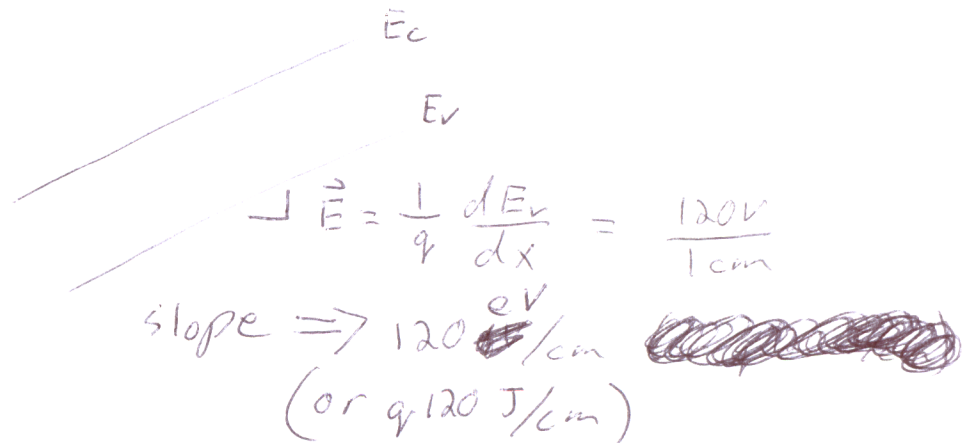 Ec
Ev
E⃗ = 1/q dEv/dx = 120V/1cm
slope => 120 eV/cm
(or q120 J/cm)